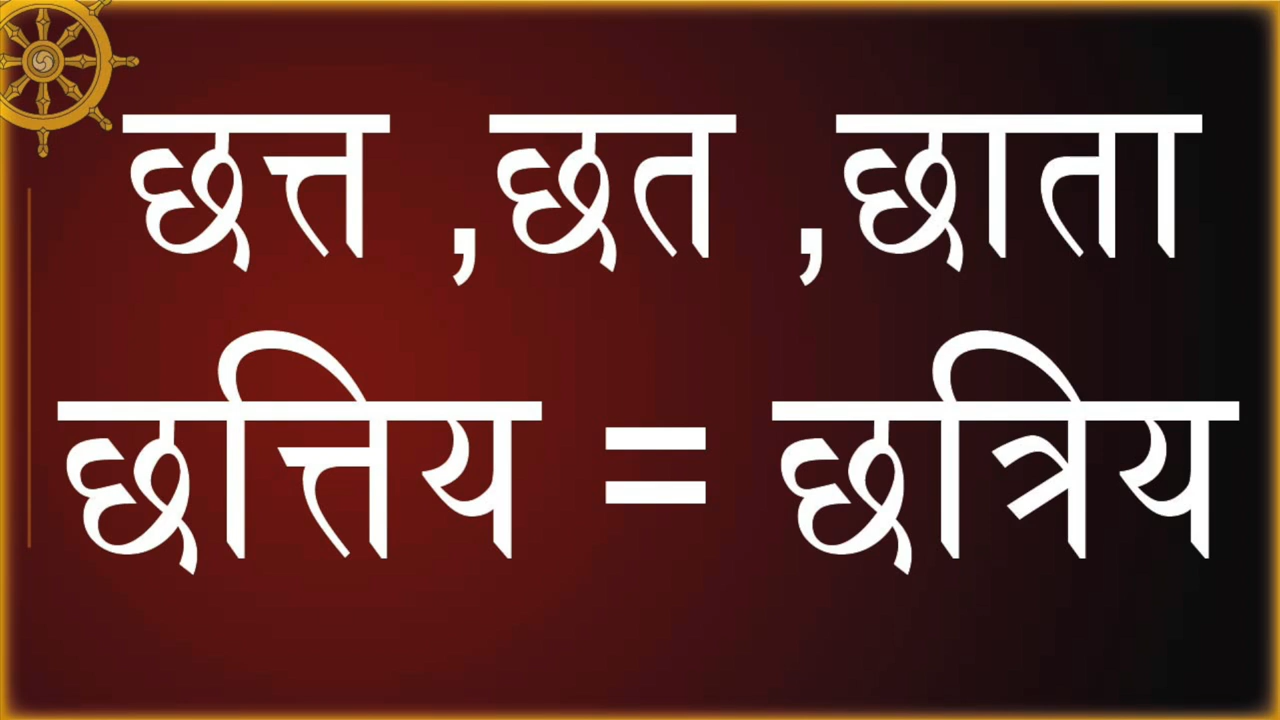 छत्त ,छत ,छाता
छत्तिय = छत्रिय